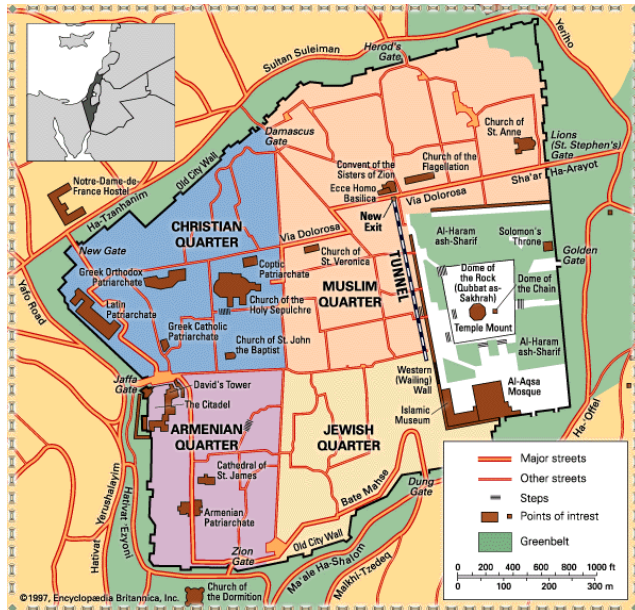 Sultan Suleiman
Herod's
Gate
Yeriho
Damascus
Gate
Old City Wall
Notre-Dame-de-
France Hostel
Ha-Tzanhanim
Convent of the
Sisters of Zion
Ecce Homo
Basilica
New
Exit
Church of the
Flagellation
Church of
St. Anne
Lions
(St. Stephen's)
Gate
Sha'ar Ha-Arayot
Via Dolorosa
New Gate
CHRISTIAN
QUARTER
Via Dolorosa
Coptic
Patriarchate
Church of
St. Veronica
Greek Orthodox
Patriarchate
Latin
Patriarchate
Church of the
Holy Sepulchre
Greek Catholic
Patriarchate
Church of St. John
the Baptist
Yafo Road
MUSLIM
QUARTER
TUNNEL
Al-Haram
ash-Sharif
Solomon's
Throne
Golden
Gate
Dome of
the Rock
(Qubbat as-
Sakhrah)
Dome of
the Chain
Temple Mount
Al-Haram
ash-Sharif
Western
(Wailing)
Wall
Al-Aqsa
Mosque
Islamic
Museum
Jaffa
Gate
David's Tower
The Citadel
ARMENIAN
QUARTER
JEWISH
QUARTER
Cathedral of
St. James
Armenian
Patriarchate
Bate Mahse
Dung
Gate
Ha-'Ofel
Old City Wall
Zion
Gate
Hativat Yerushalayim
Hativat 'Ezyoni
Ma'ale Ha-Shalom
Malkhi-Tzedeq
Church of
the Dormition
Major streets
Other streets
Steps
Points of intrest
Greenbelt
0 200 400 600 800 1000 ft
0 100 200 300 m
©1997, Encyclopædia Britannica, Inc.